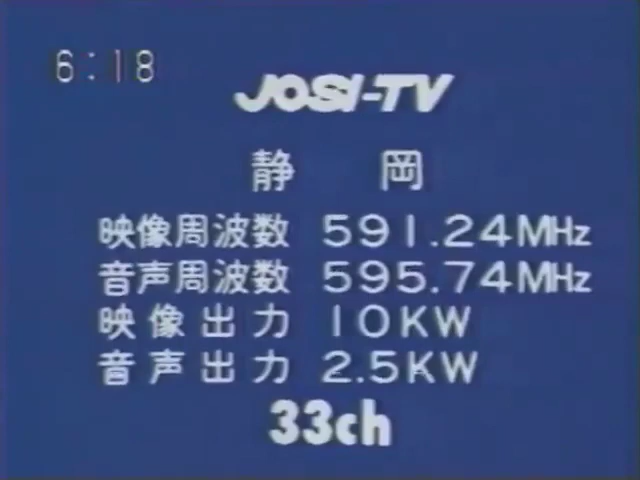 6:18
JOSI-TV
静 岡
映像周波数 591.24MHz
音声周波数 595.74MHz
映像出力 10KW
音声出力 2.5KW
33ch